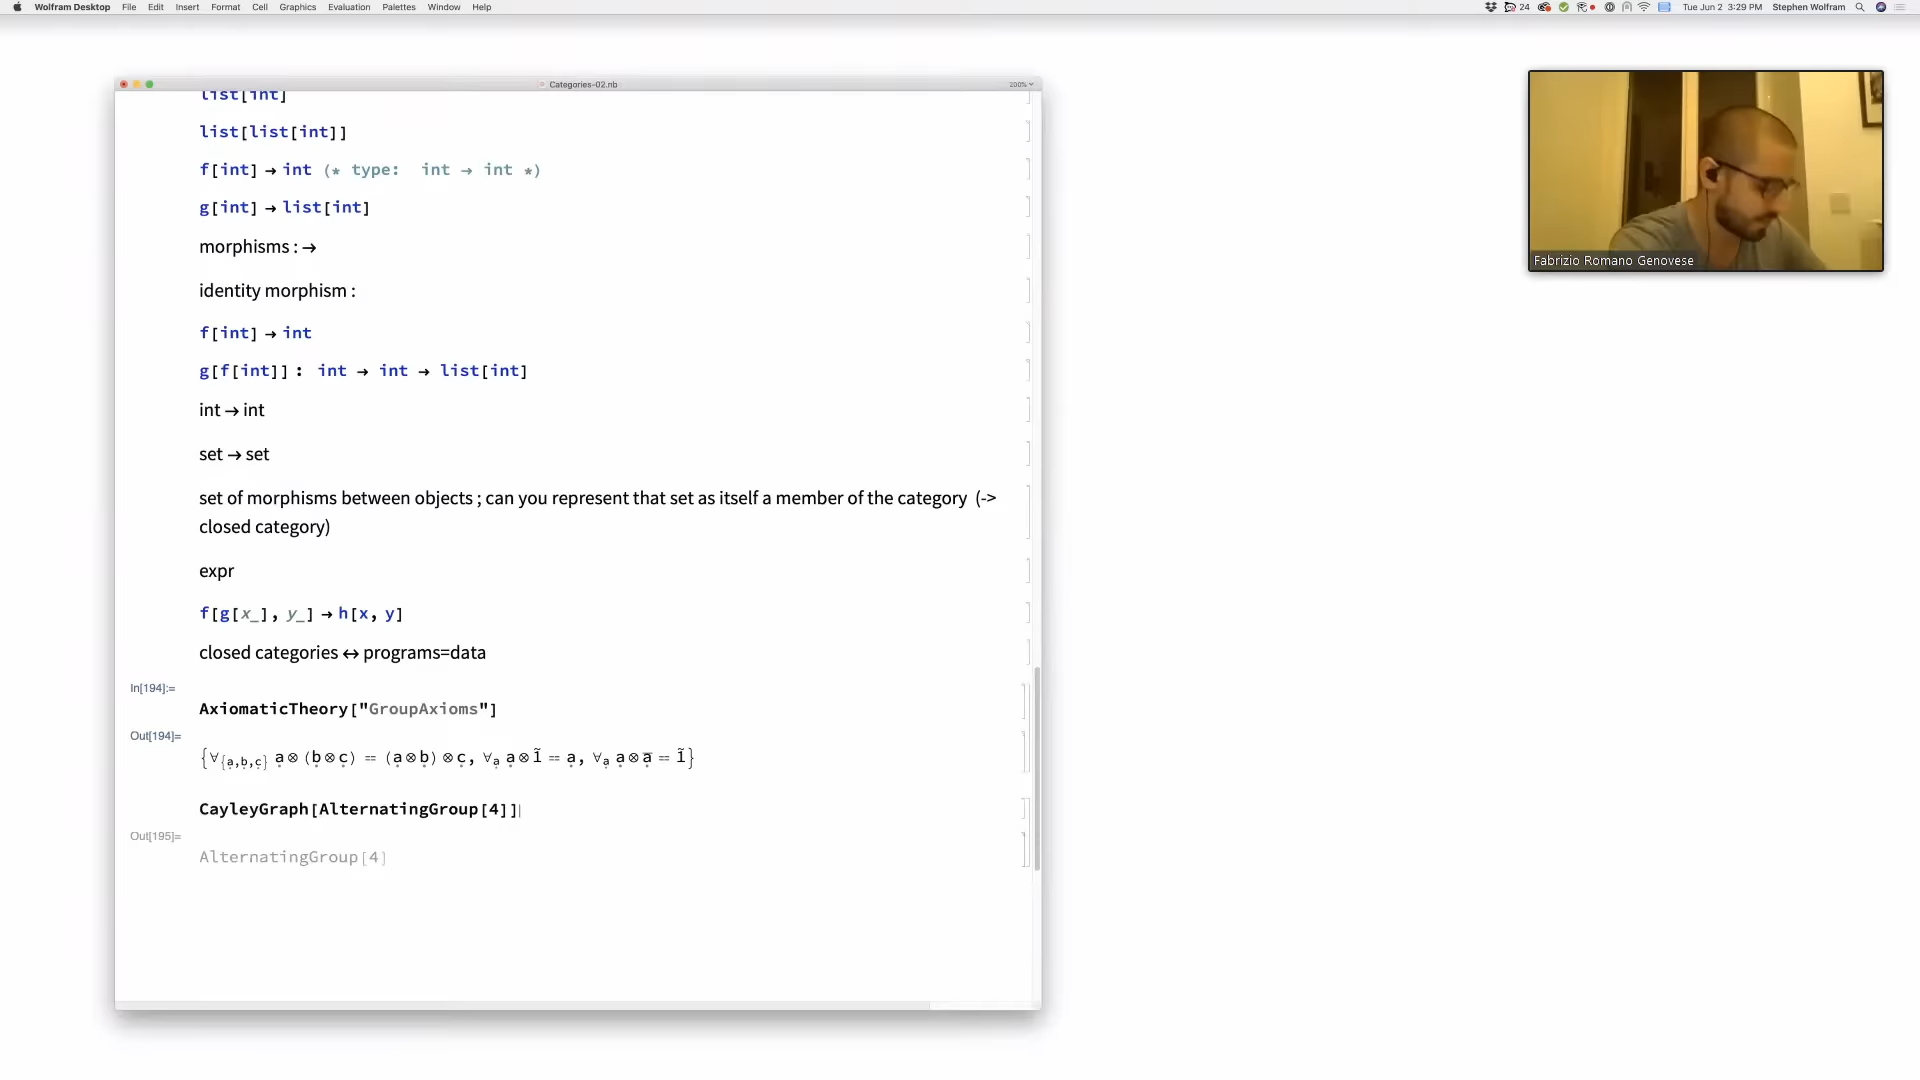 Wolfram Desktop File Edit Insert Format Cell Graphics Evaluation Palettes Window Help 24 Tue Jun 2 3:29 PM Stephen Wolfram
Categories-02.nb 200%
list[int]
list[list[int]]
f[int] → int (* type: int → int *)
g[int] → list[int]
morphisms : →
identity morphism :
f[int] → int
g[f[int]] : int → int → list[int]
int → int
set → set
set of morphisms between objects ; can you represent that set as itself a member of the category (->
closed category)
expr
f[g[x_], y_] → h[x, y]
closed categories ↔ programs=data
In[194]:=
AxiomaticTheory["GroupAxioms"]
Out[194]=
{∀{ạ,ḅ,c̣} ạ⊗(ḅ⊗c̣) == (ạ⊗ḅ)⊗c̣, ∀ạ ạ⊗1̃ == ạ, ∀ạ ạ⊗ạ̅ == 1̃}
CayleyGraph[AlternatingGroup[4]]
Out[195]=
AlternatingGroup[4]
Fabrizio Romano Genovese